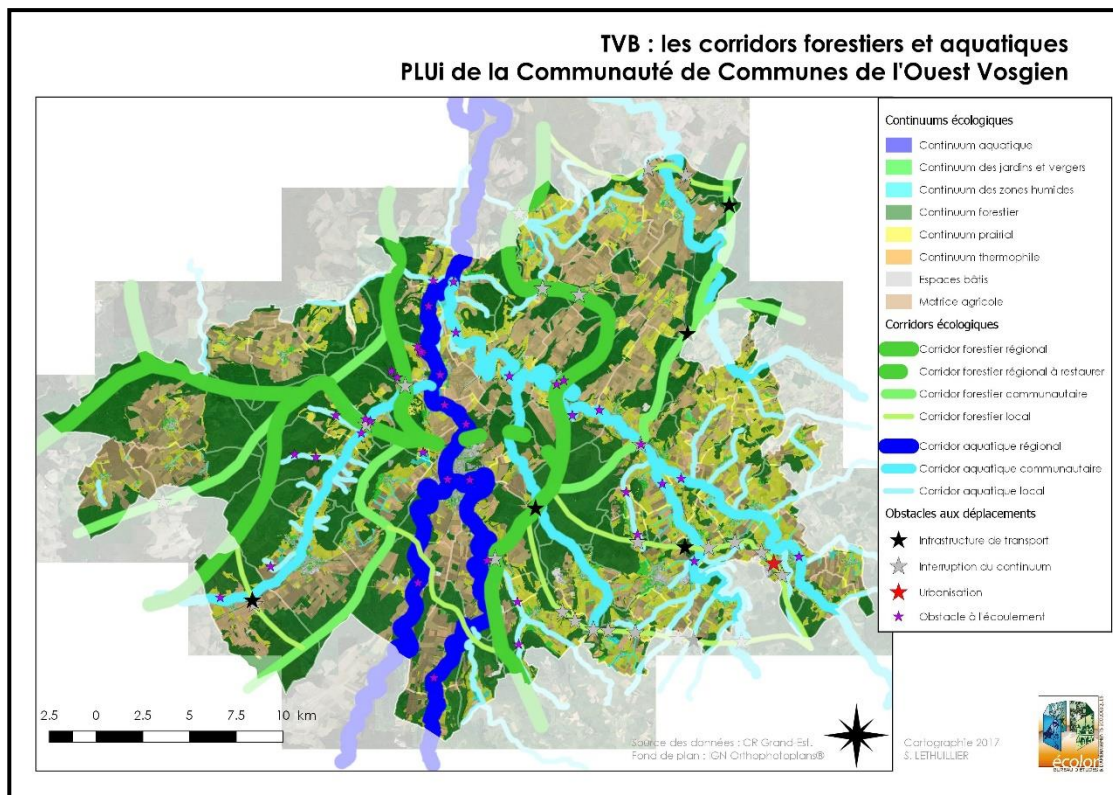 TVB : les corridors forestiers et aquatiques
PLUi de la Communauté de Communes de l'Ouest Vosgien
Continuums écologiques
Continuum aquatique
Continuum des jardins et vergers
Continuum des zones humides
Continuum forestier
Continuum prairial
Continuum thermophile
Espaces bâtis
Matrice agricole
Corridors écologiques
Corridor forestier régional
Corridor forestier régional à restaurer
Corridor forestier communautaire
Corridor forestier local
Corridor aquatique régional
Corridor aquatique communautaire
Corridor aquatique local
Obstacles aux déplacements
Infrastructure de transport
Interruption du continuum
Urbanisation
Obstacle à l'écoulement
2.5 0 2.5 5 7.5 10 km
Source des données : CR Grand-Est
Fond de plan : IGN Orthophotoplans®
Cartographie 2017
S. LETHUILLIER
écolor
BUREAU D'ÉTUDES